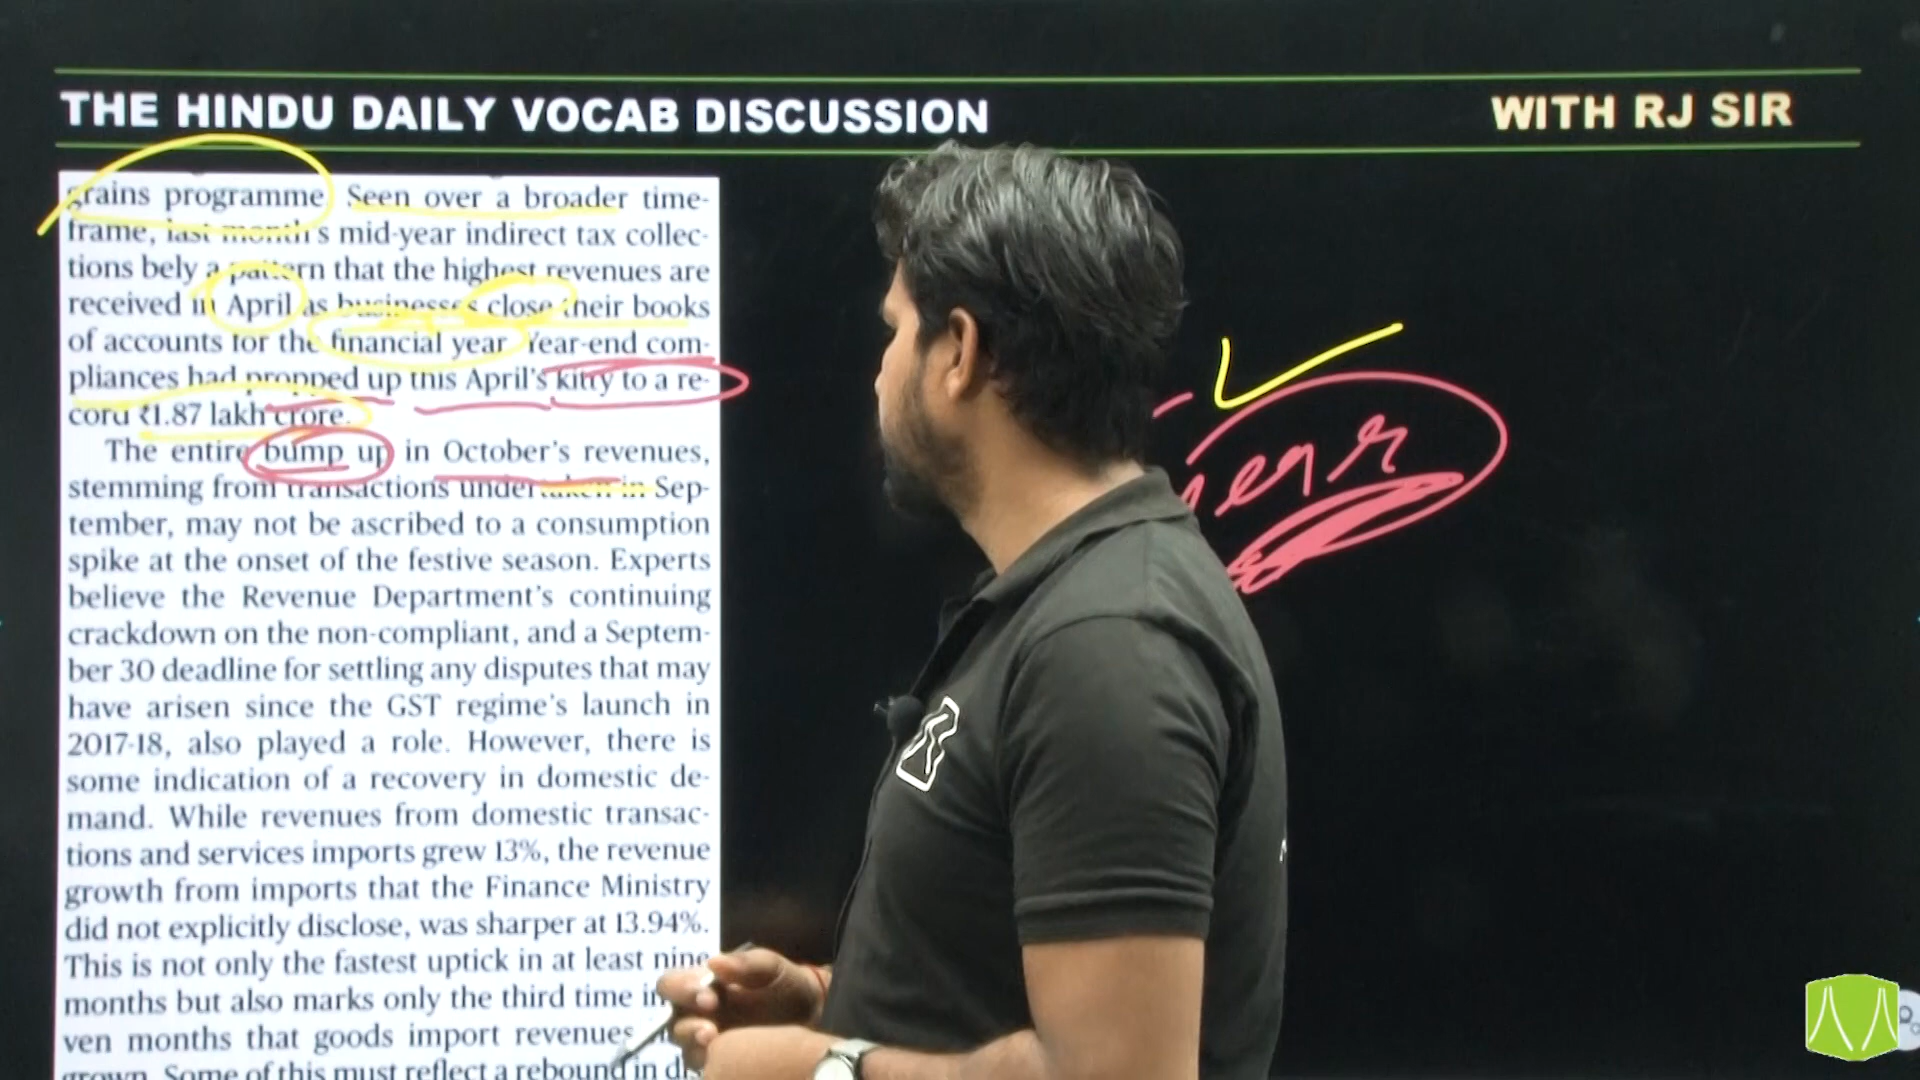 THE HINDU DAILY VOCAB DISCUSSION
WITH RJ SIR
grains programme. Seen over a broader time-
frame, last month's mid-year indirect tax collec-
tions bely a pattern that the highest revenues are
received in April as businesses close their books
of accounts for the financial year. Year-end com-
pliances had propped up this April's kitty to a re-
cord ₹1.87 lakh crore.
The entire bump up in October's revenues,
stemming from transactions undertaken in Sep-
tember, may not be ascribed to a consumption
spike at the onset of the festive season. Experts
believe the Revenue Department's continuing
crackdown on the non-compliant, and a Septem-
ber 30 deadline for settling any disputes that may
have arisen since the GST regime's launch in
2017-18, also played a role. However, there is
some indication of a recovery in domestic de-
mand. While revenues from domestic transac-
tions and services imports grew 13%, the revenue
growth from imports that the Finance Ministry
did not explicitly disclose, was sharper at 13.94%.
This is not only the fastest uptick in at least nine
months but also marks only the third time in
ven months that goods import revenues
grown. Some of this must reflect a rebound in dis
year